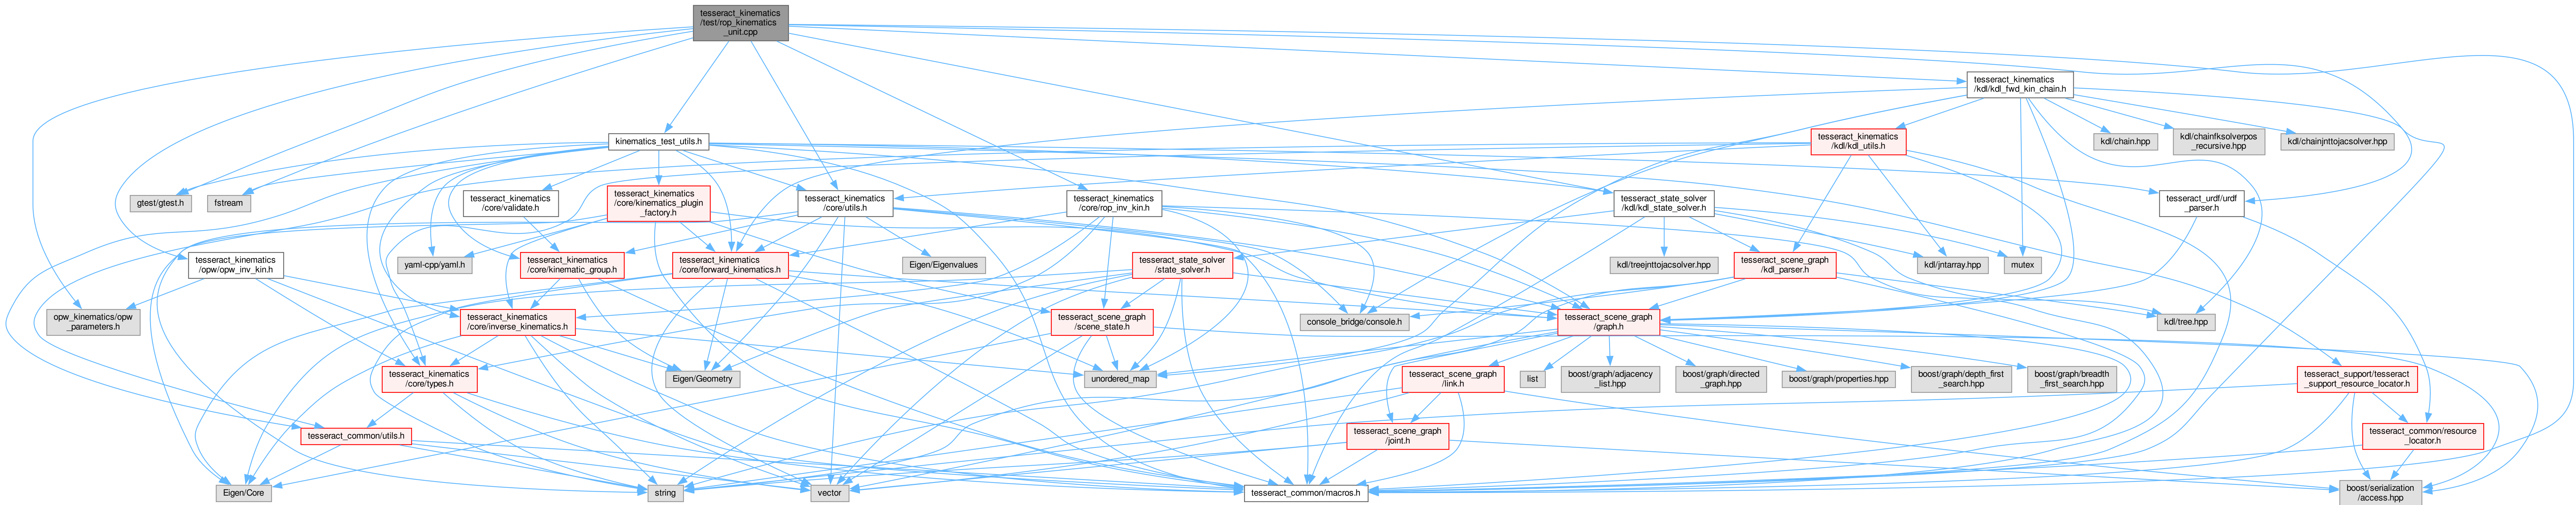 tesseract_kinematics
/test/rop_kinematics
_unit.cpp
tesseract_kinematics
/kdl/kdl_fwd_kin_chain.h
kinematics_test_utils.h
tesseract_kinematics
/kdl/kdl_utils.h
kdl/chain.hpp
kdl/chainfksolverpos
_recursive.hpp
kdl/chainjnttojacsolver.hpp
gtest/gtest.h
fstream
tesseract_kinematics
/core/validate.h
tesseract_kinematics
/core/kinematics_plugin
_factory.h
tesseract_kinematics
/core/utils.h
tesseract_kinematics
/core/rop_inv_kin.h
tesseract_state_solver
/kdl/kdl_state_solver.h
tesseract_urdf/urdf
_parser.h
tesseract_kinematics
/opw/opw_inv_kin.h
yaml-cpp/yaml.h
tesseract_kinematics
/core/kinematic_group.h
tesseract_kinematics
/core/forward_kinematics.h
Eigen/Eigenvalues
tesseract_state_solver
/state_solver.h
kdl/treejnttojacsolver.hpp
tesseract_scene_graph
/kdl_parser.h
kdl/jntarray.hpp
mutex
opw_kinematics/opw
_parameters.h
tesseract_kinematics
/core/inverse_kinematics.h
tesseract_scene_graph
/scene_state.h
console_bridge/console.h
tesseract_scene_graph
/graph.h
kdl/tree.hpp
tesseract_kinematics
/core/types.h
Eigen/Geometry
unordered_map
tesseract_scene_graph
/link.h
list
boost/graph/adjacency
_list.hpp
boost/graph/directed
_graph.hpp
boost/graph/properties.hpp
boost/graph/depth_first
_search.hpp
boost/graph/breadth
_first_search.hpp
tesseract_support/tesseract
_support_resource_locator.h
tesseract_common/utils.h
tesseract_scene_graph
/joint.h
tesseract_common/resource
_locator.h
Eigen/Core
string
vector
tesseract_common/macros.h
boost/serialization
/access.hpp